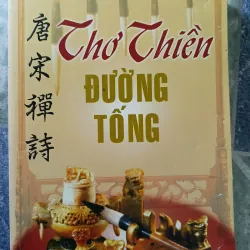 唐宋禪詩
Thơ Thiền
ĐƯỜNG
TỐNG